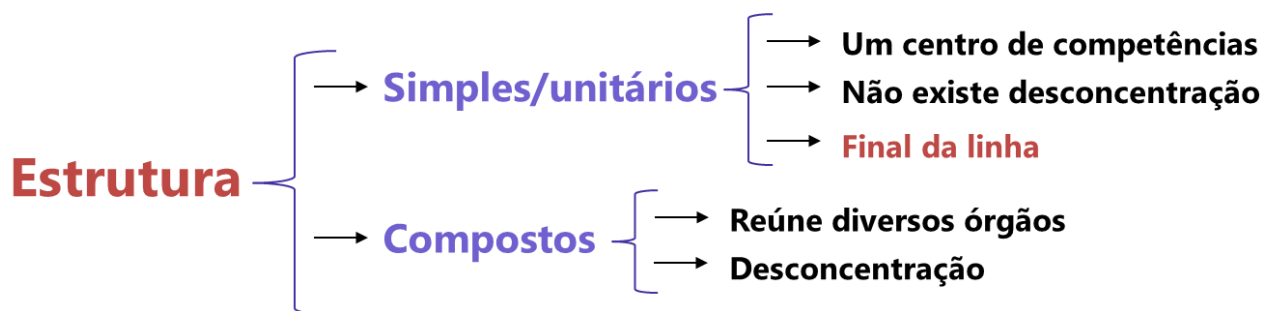 Estrutura
Simples/unitários
Um centro de competências
Não existe desconcentração
Final da linha
Compostos
Reúne diversos órgãos
Desconcentração